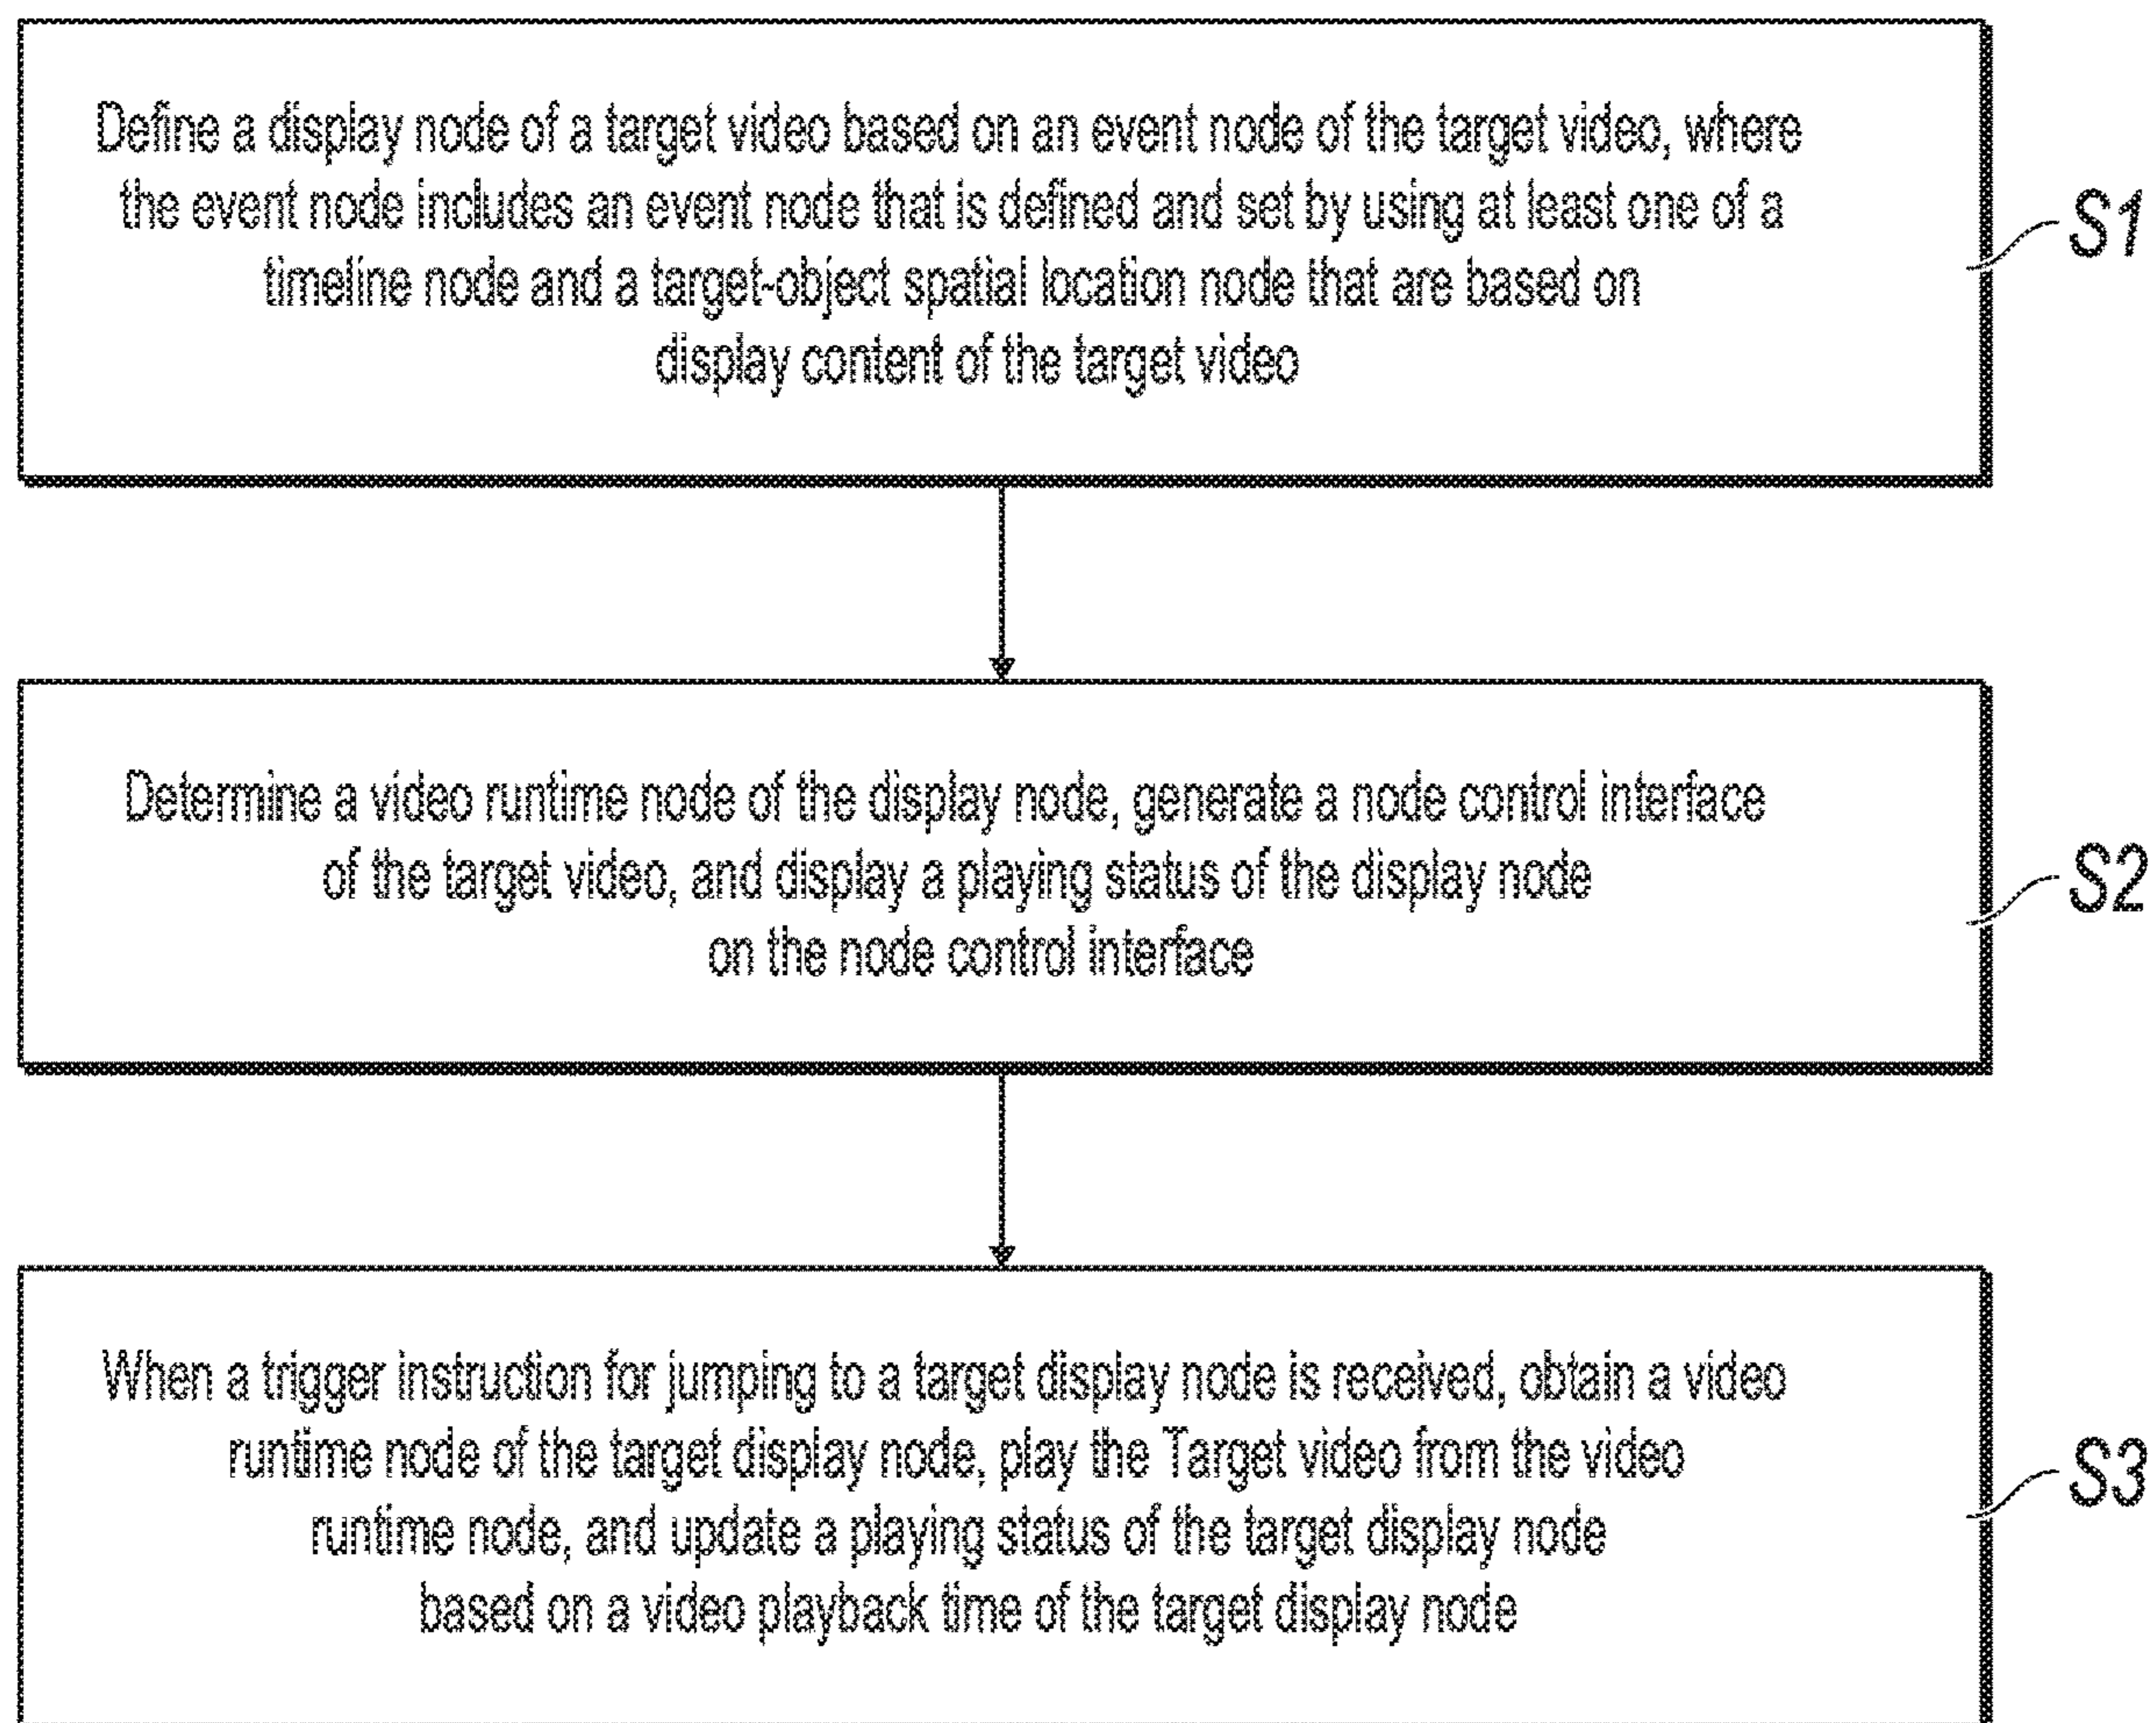 Define a display node of a target video based on an event node of the target video, where
the event node includes an event node that is defined and set by using at least one of a
timeline node and a target-object spatial location node that are based on
display content of the target video
S1
Determine a video runtime node of the display node, generate a node control interface
of the target video, and display a playing status of the display node
on the node control interface
S2
When a trigger instruction for jumping to a target display node is received, obtain a video
runtime node of the target display node, play the Target video from the video
runtime node, and update a playing status of the target display node
based on a video playback time of the target display node
S3